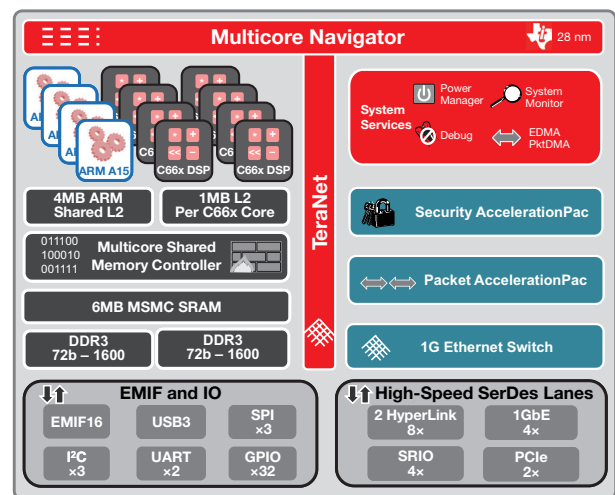 Multicore Navigator
28 nm
ARM A15
C66x DSP
C66x DSP
4MB ARM
Shared L2
1MB L2
Per C66x Core
011100
100010
001111
Multicore Shared
Memory Controller
6MB MSMC SRAM
DDR3
72b – 1600
DDR3
72b – 1600
TeraNet
System
Services
Power
Manager
System
Monitor
Debug
EDMA
PktDMA
Security AccelerationPac
Packet AccelerationPac
1G Ethernet Switch
EMIF and IO
EMIF16
USB3
SPI
×3
I²C
×3
UART
×2
GPIO
×32
High-Speed SerDes Lanes
2 HyperLink
8×
1GbE
4×
SRIO
4×
PCIe
2×